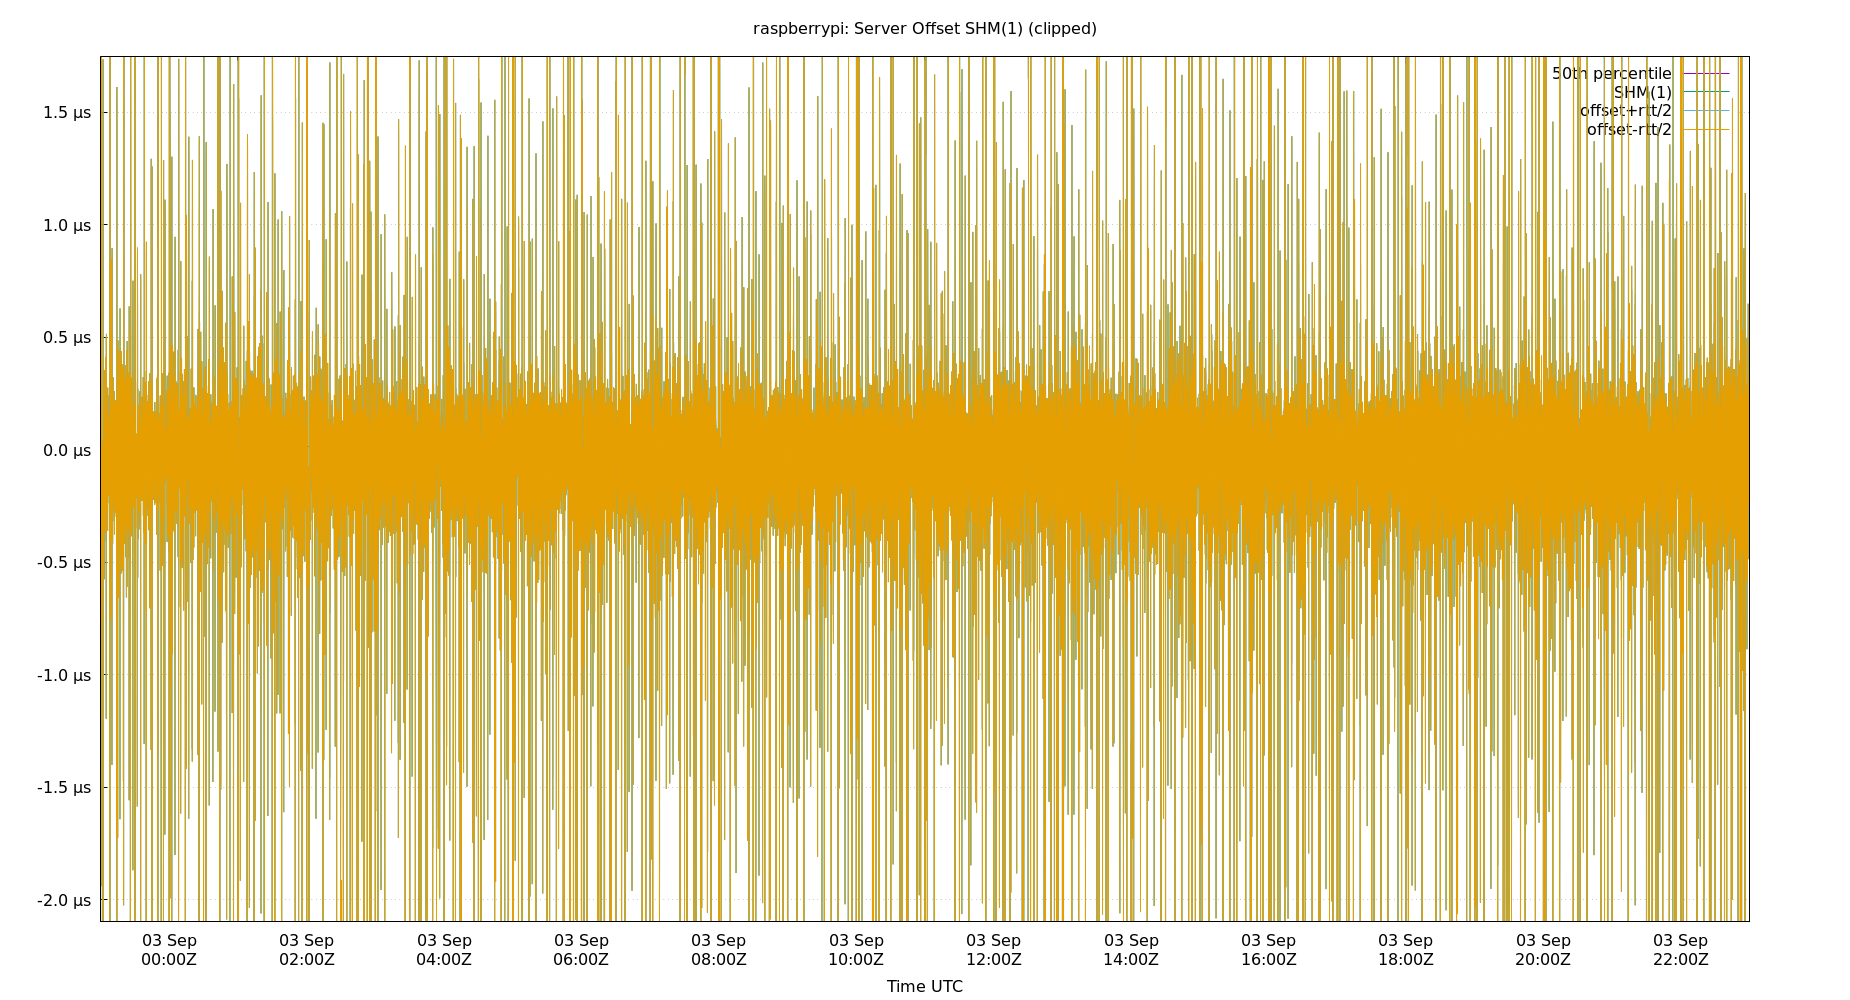 raspberrypi: Server Offset SHM(1) (clipped)
50th percentile
SHM(1)
offset+rtt/2
offset-rtt/2
1.5 µs
1.0 µs
0.5 µs
0.0 µs
-0.5 µs
-1.0 µs
-1.5 µs
-2.0 µs
03 Sep 03 Sep 03 Sep 03 Sep 03 Sep 03 Sep 03 Sep 03 Sep 03 Sep 03 Sep 03 Sep 03 Sep
00:00Z 02:00Z 04:00Z 06:00Z 08:00Z 10:00Z 12:00Z 14:00Z 16:00Z 18:00Z 20:00Z 22:00Z
Time UTC